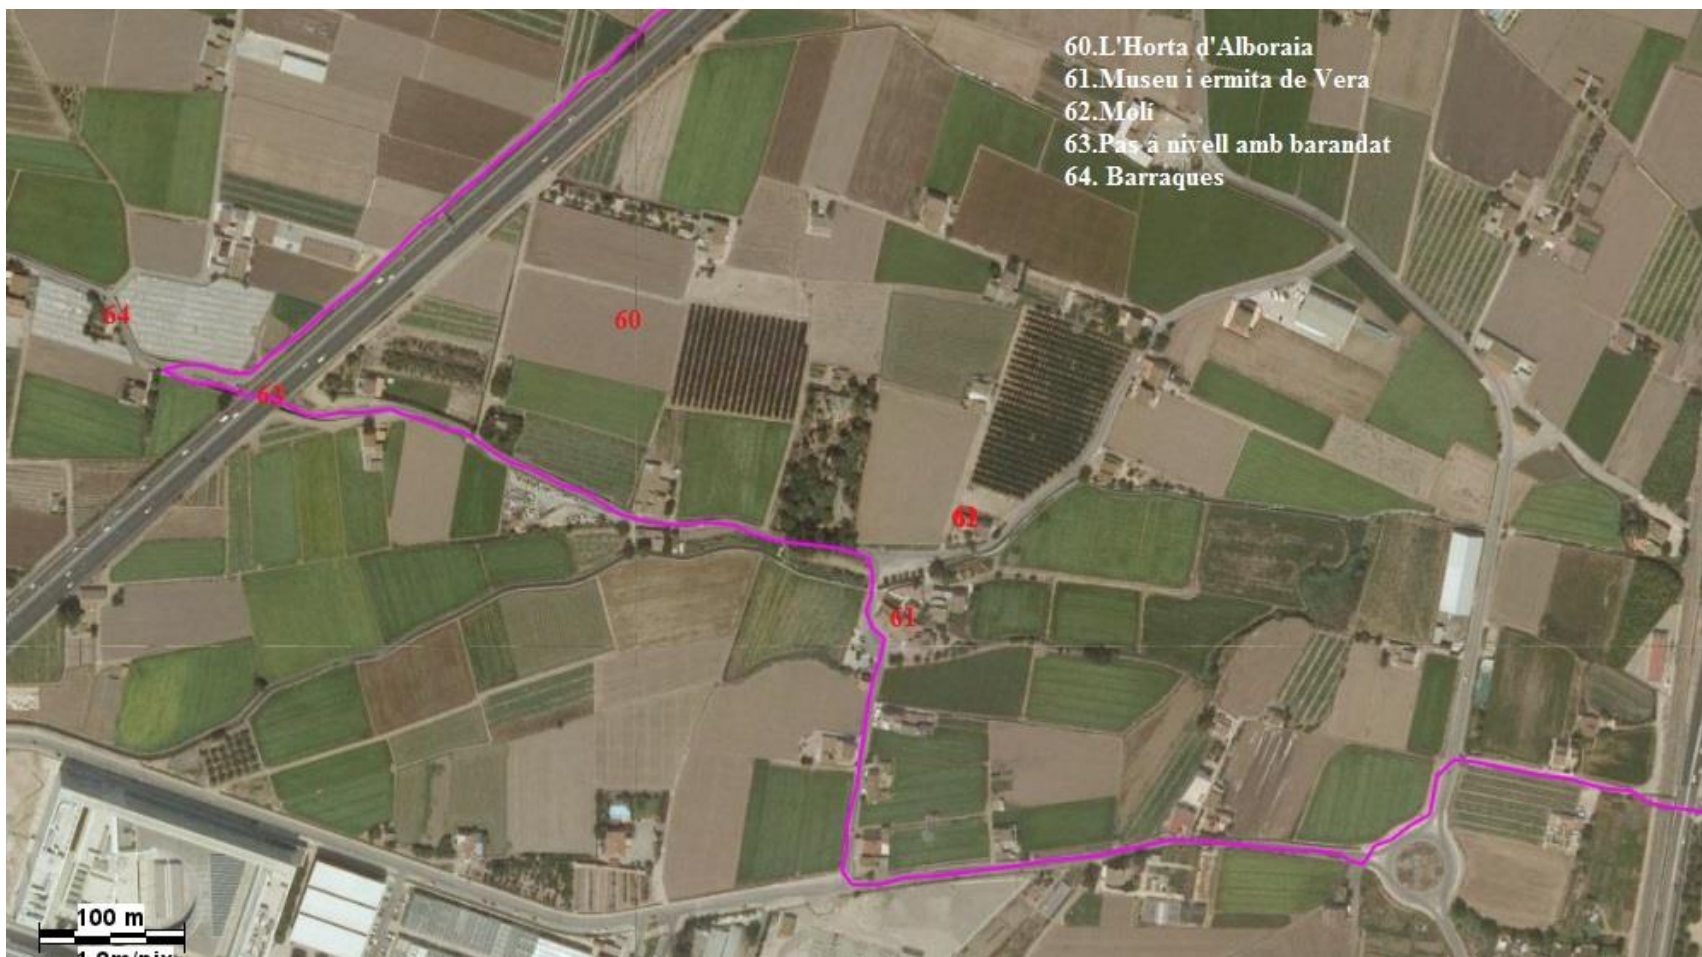 60.L'Horta d'Alboraia
61.Museu i ermita de Vera
62.Molí
63.Pas a nivell amb barandat
64. Barraques
64
60
63
62
61
100 m